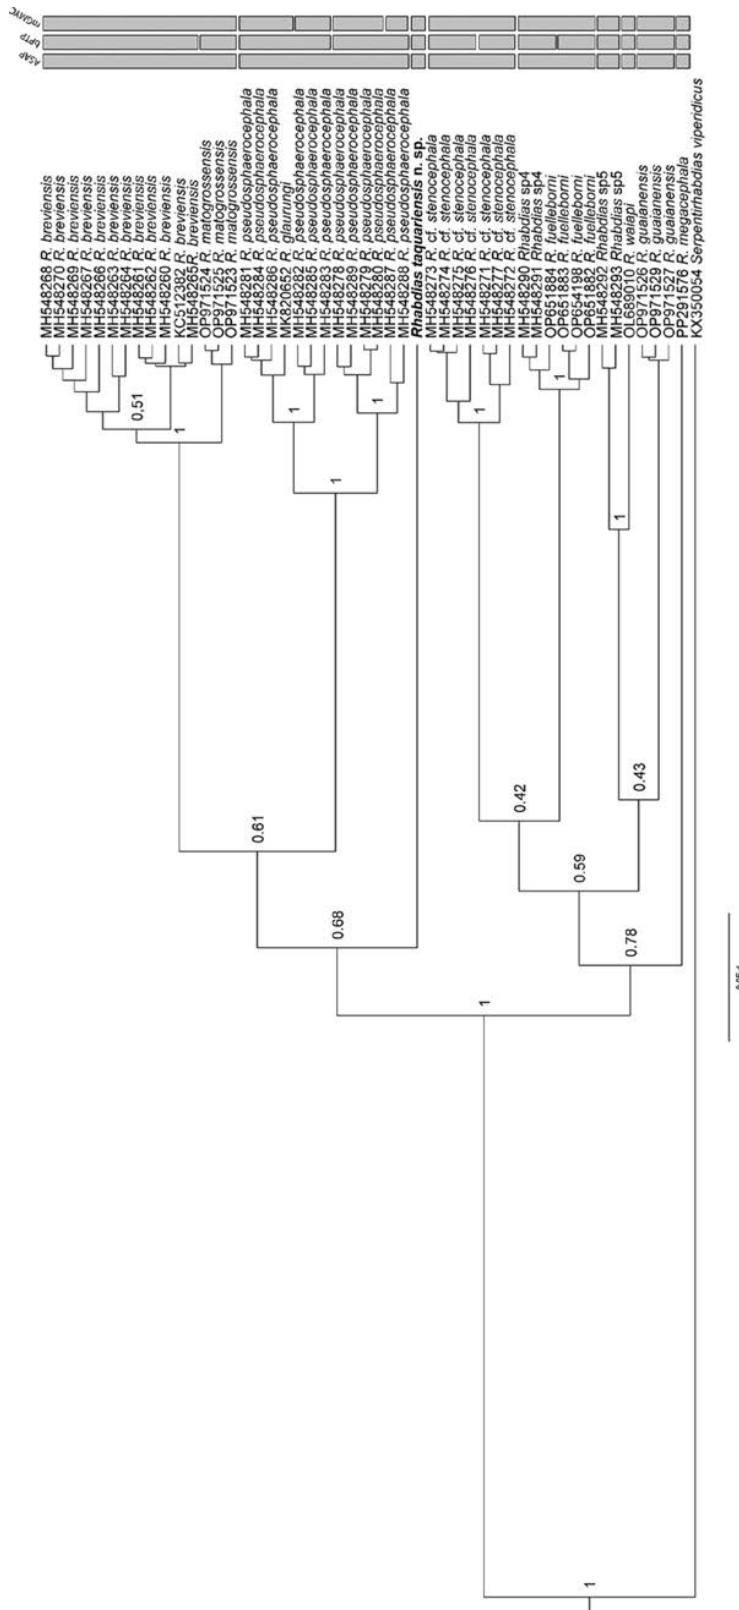 mGMYC
bPTP
ASAP
MH548268 R. breviensis
MH548270 R. breviensis
MH548269 R. breviensis
MH548267 R. breviensis
MH548266 R. breviensis
MH548263 R. breviensis
MH548264 R. breviensis
MH548261 R. breviensis
MH548262 R. breviensis
MH548260 R. breviensis
KC512382 R. breviensis
MH548265R. breviensis
OP971524 R. matogrossensis
OP971525 R. matogrossensis
OP971523 R. matogrossensis
MH548281 R. pseudosphaerocephala
MH548284 R. pseudosphaerocephala
MH548286 R. pseudosphaerocephala
MK820652 R. glaurungi
MH548282 R. pseudosphaerocephala
MH548285 R. pseudosphaerocephala
MH548283 R. pseudosphaerocephala
MH548278 R. pseudosphaerocephala
MH548289 R. pseudosphaerocephala
MH548279 R. pseudosphaerocephala
MH548280 R. pseudosphaerocephala
MH548287 R. pseudosphaerocephala
MH548288 R. pseudosphaerocephala
Rhabdias taquariensis n. sp.
MH548273 R. cf. stenocephala
MH548274 R. cf. stenocephala
MH548275 R. cf. stenocephala
MH548276 R. cf. stenocephala
MH548271 R. cf. stenocephala
MH548277 R. cf. stenocephala
MH548272 R. cf. stenocephala
MH548290 Rhabdias sp4
MH548291 Rhabdias sp4
OP651884 R. fuelleborni
OP651883 R. fuelleborni
OP654198 R. fuelleborni
OP651882 R. fuelleborni
MH548292 Rhabdias sp5
MH548293 Rhabdias sp5
OL689010 R. waiapi
OP971526 R. guaianensis
OP971529 R. guaianensis
OP971527 R. guaianensis
PP291576 R. megacephala
KX350054 Serpentirhabdias viperidicus
0.51
1
1
1
1
1
1
1
0.61
0.42
0.43
0.59
0.68
0.78
1
1